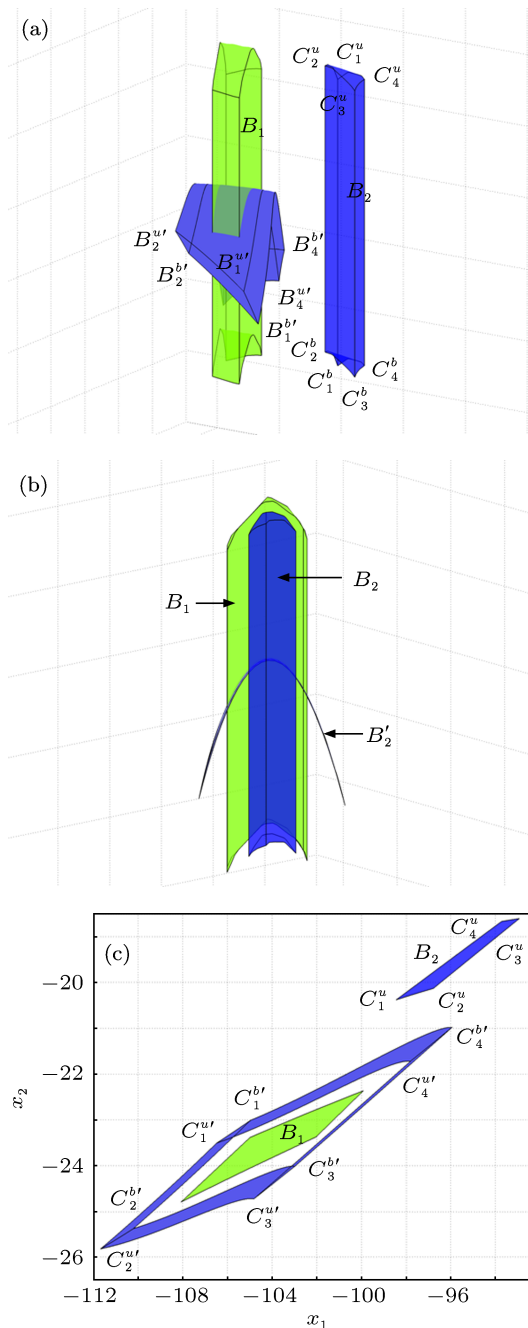 (a)
C_2^u C_1^u C_4^u
C_3^u
B_1
B_2
B_2^{u′} B_1^{u′} B_4^{b′}
B_2^{b′}
B_4^{u′}
B_1^{b′}
C_2^b
C_1^b C_4^b
C_3^b
(b)
B_1 B_2
B_2′
(c)
C_4^u
B_2 C_3^u
−20 C_1^u C_2^u
C_4^{b′}
−22
C_1^{b′} C_4^{u′}
x_2
C_1^{u′} B_1
−24 C_3^{b′}
C_2^{b′} C_3^{u′}
−26 C_2^{u′}
−112 −108 −104 −100 −96
x_1